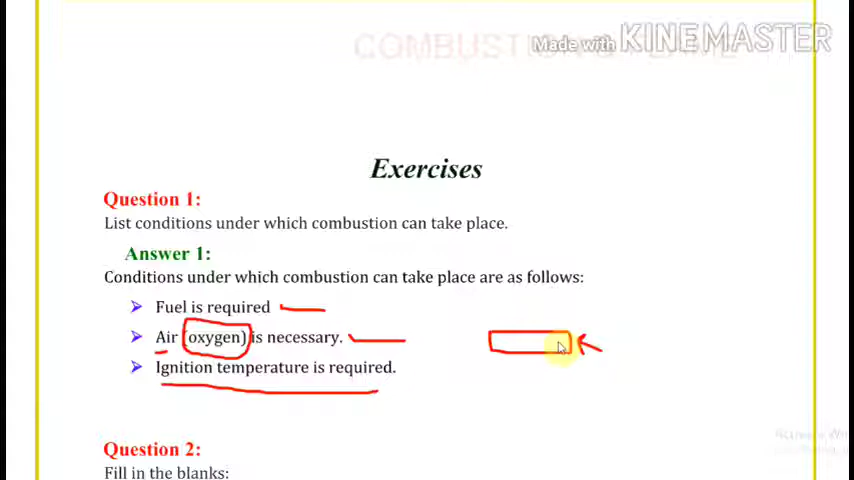 COMBUSTION
Made with KINEMASTER
Exercises
Question 1:
List conditions under which combustion can take place.
Answer 1:
Conditions under which combustion can take place are as follows:
Fuel is required
Air (oxygen) is necessary.
Ignition temperature is required.
Question 2:
Fill in the blanks: